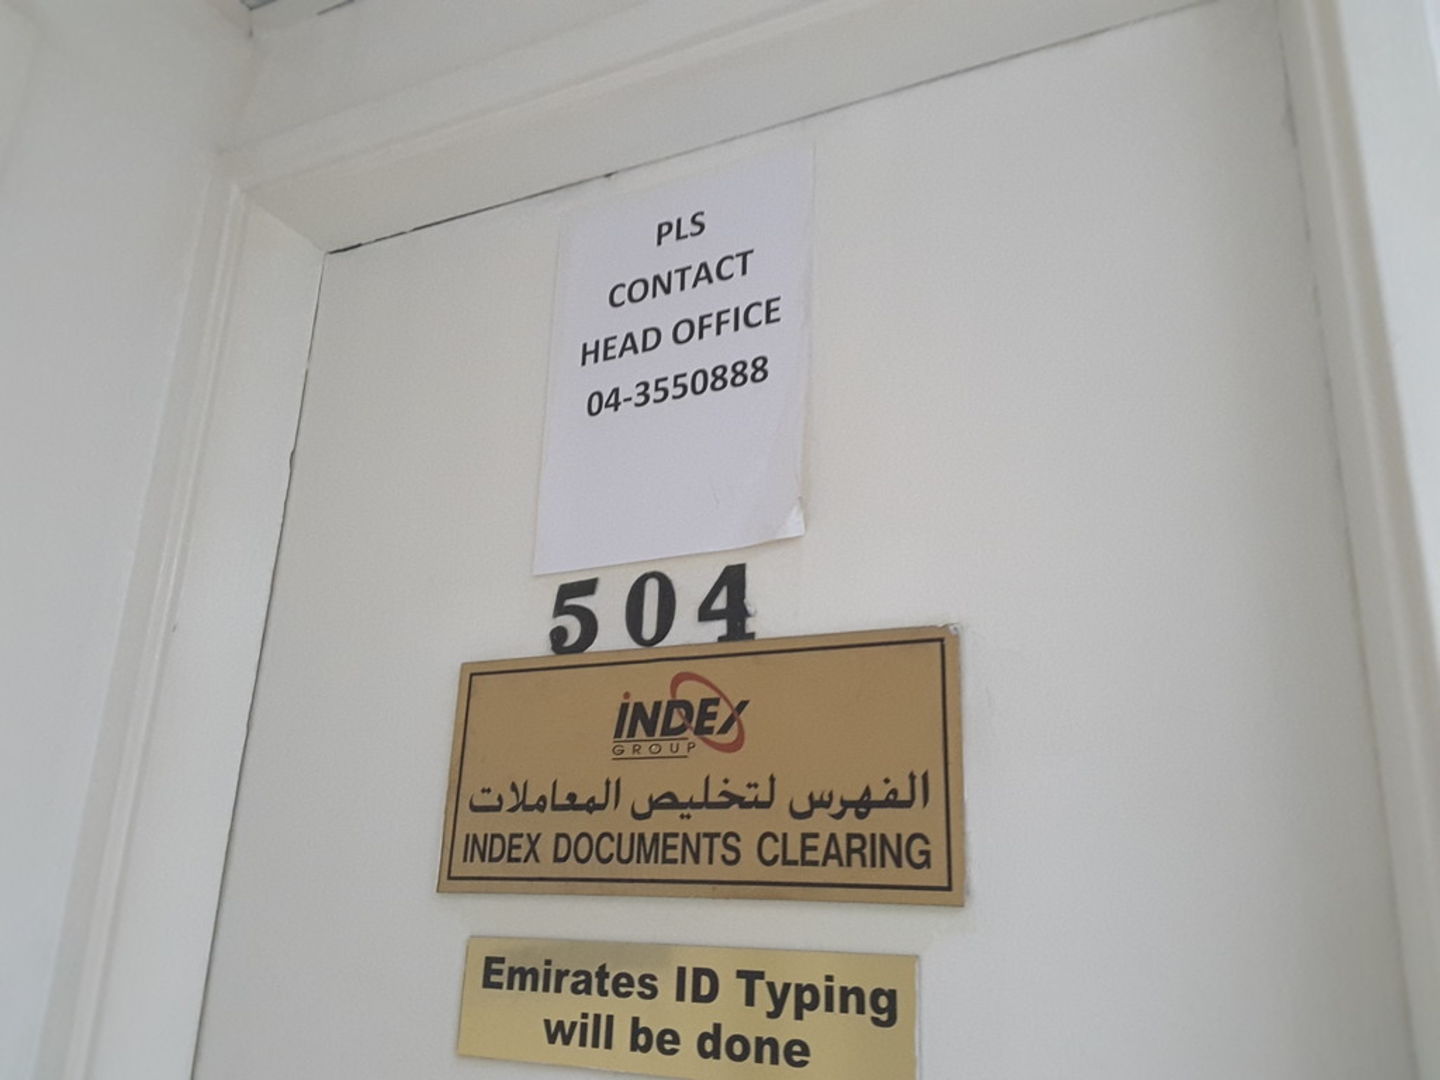 PLS
CONTACT
HEAD OFFICE
04-3550888
504
INDEX
GROUP
الفهرس لتخليص المعاملات
INDEX DOCUMENTS CLEARING
Emirates ID Typing
will be done